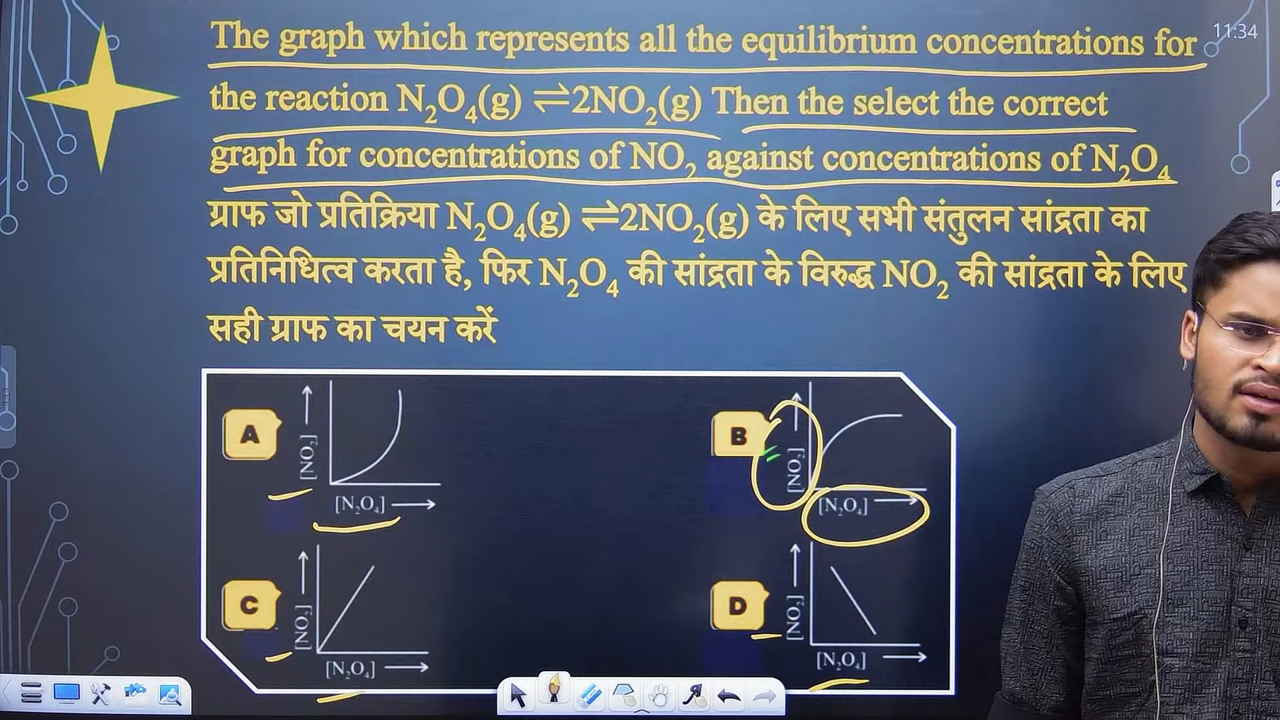 11:34
The graph which represents all the equilibrium concentrations for
the reaction N₂O₄(g) ⇌2NO₂(g) Then the select the correct
graph for concentrations of NO₂ against concentrations of N₂O₄
ग्राफ जो प्रतिक्रिया N₂O₄(g) ⇌2NO₂(g) के लिए सभी संतुलन सांद्रता का
प्रतिनिधित्व करता है, फिर N₂O₄ की सांद्रता के विरुद्ध NO₂ की सांद्रता के लिए
सही ग्राफ का चयन करें
A
[NO₂]
[N₂O₄]
B
[NO₂]
[N₂O₄]
C
[NO₂]
[N₂O₄]
D
[NO₂]
[N₂O₄]